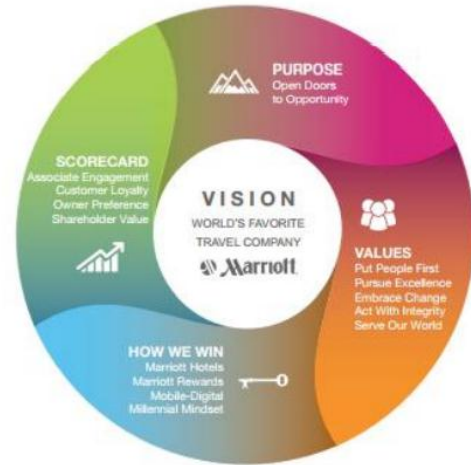 PURPOSE
Open Doors
to Opportunity
SCORECARD
Associate Engagement
Customer Loyalty
Owner Preference
Shareholder Value
VISION
WORLD'S FAVORITE
TRAVEL COMPANY
Marriott
VALUES
Put People First
Pursue Excellence
Embrace Change
Act With Integrity
Serve Our World
HOW WE WIN
Marriott Hotels
Marriott Rewards
Mobile-Digital
Millennial Mindset